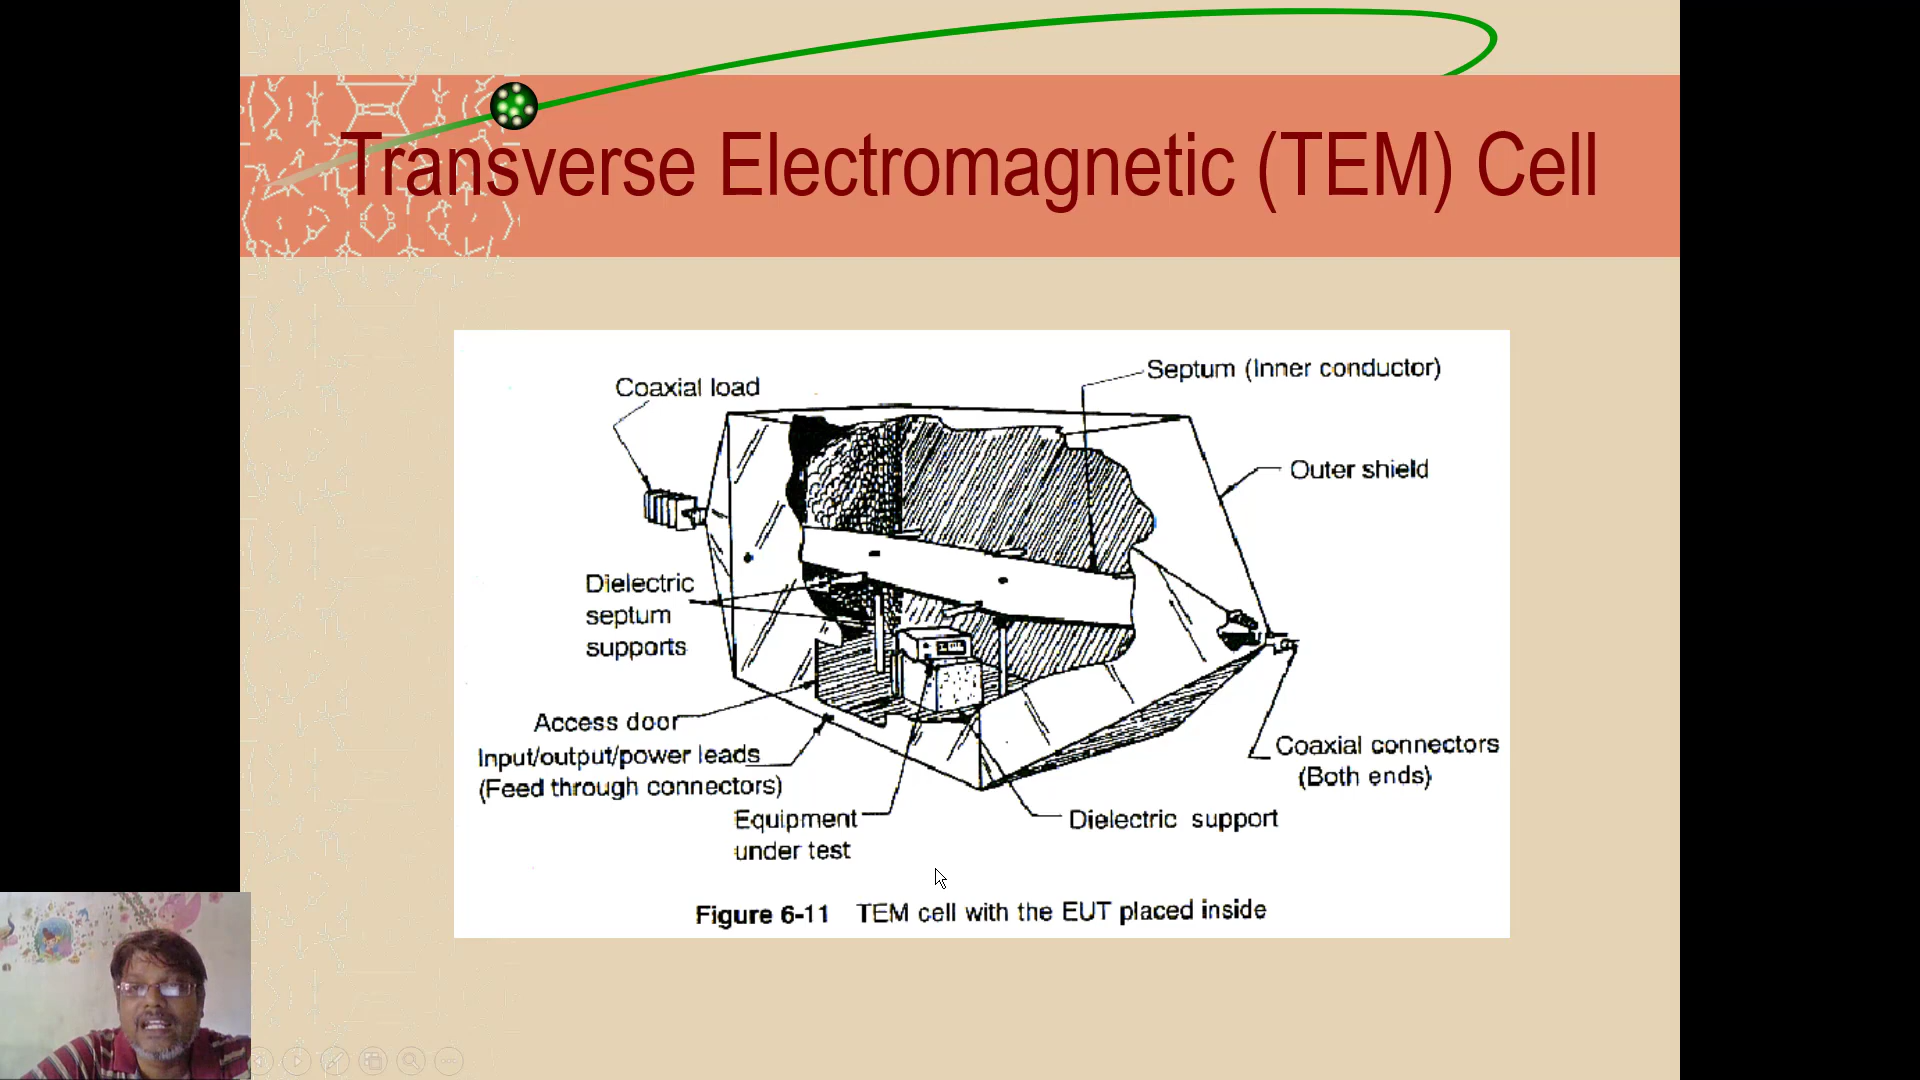 Transverse Electromagnetic (TEM) Cell
Coaxial load
Septum (Inner conductor)
Outer shield
Dielectric
septum
supports
Access door
Input/output/power leads
(Feed through connectors)
Equipment
under test
Dielectric support
Coaxial connectors
(Both ends)
Figure 6-11 TEM cell with the EUT placed inside